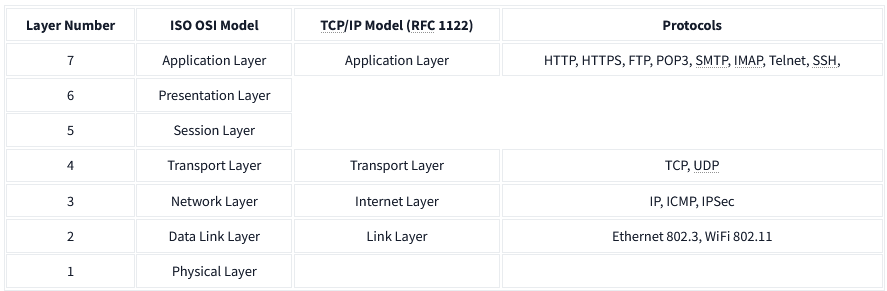 Layer Number ISO OSI Model TCP/IP Model (RFC 1122) Protocols
7 Application Layer Application Layer HTTP, HTTPS, FTP, POP3, SMTP, IMAP, Telnet, SSH,
6 Presentation Layer
5 Session Layer
4 Transport Layer Transport Layer TCP, UDP
3 Network Layer Internet Layer IP, ICMP, IPSec
2 Data Link Layer Link Layer Ethernet 802.3, WiFi 802.11
1 Physical Layer